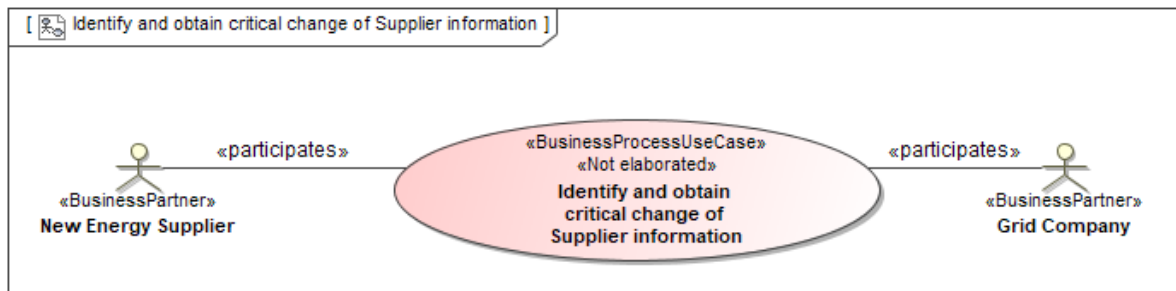 [ Identify and obtain critical change of Supplier information ]
«BusinessProcessUseCase»
«participates»
«participates»
«Not elaborated»
Identify and obtain
critical change of
Supplier information
«BusinessPartner»
New Energy Supplier
«BusinessPartner»
Grid Company